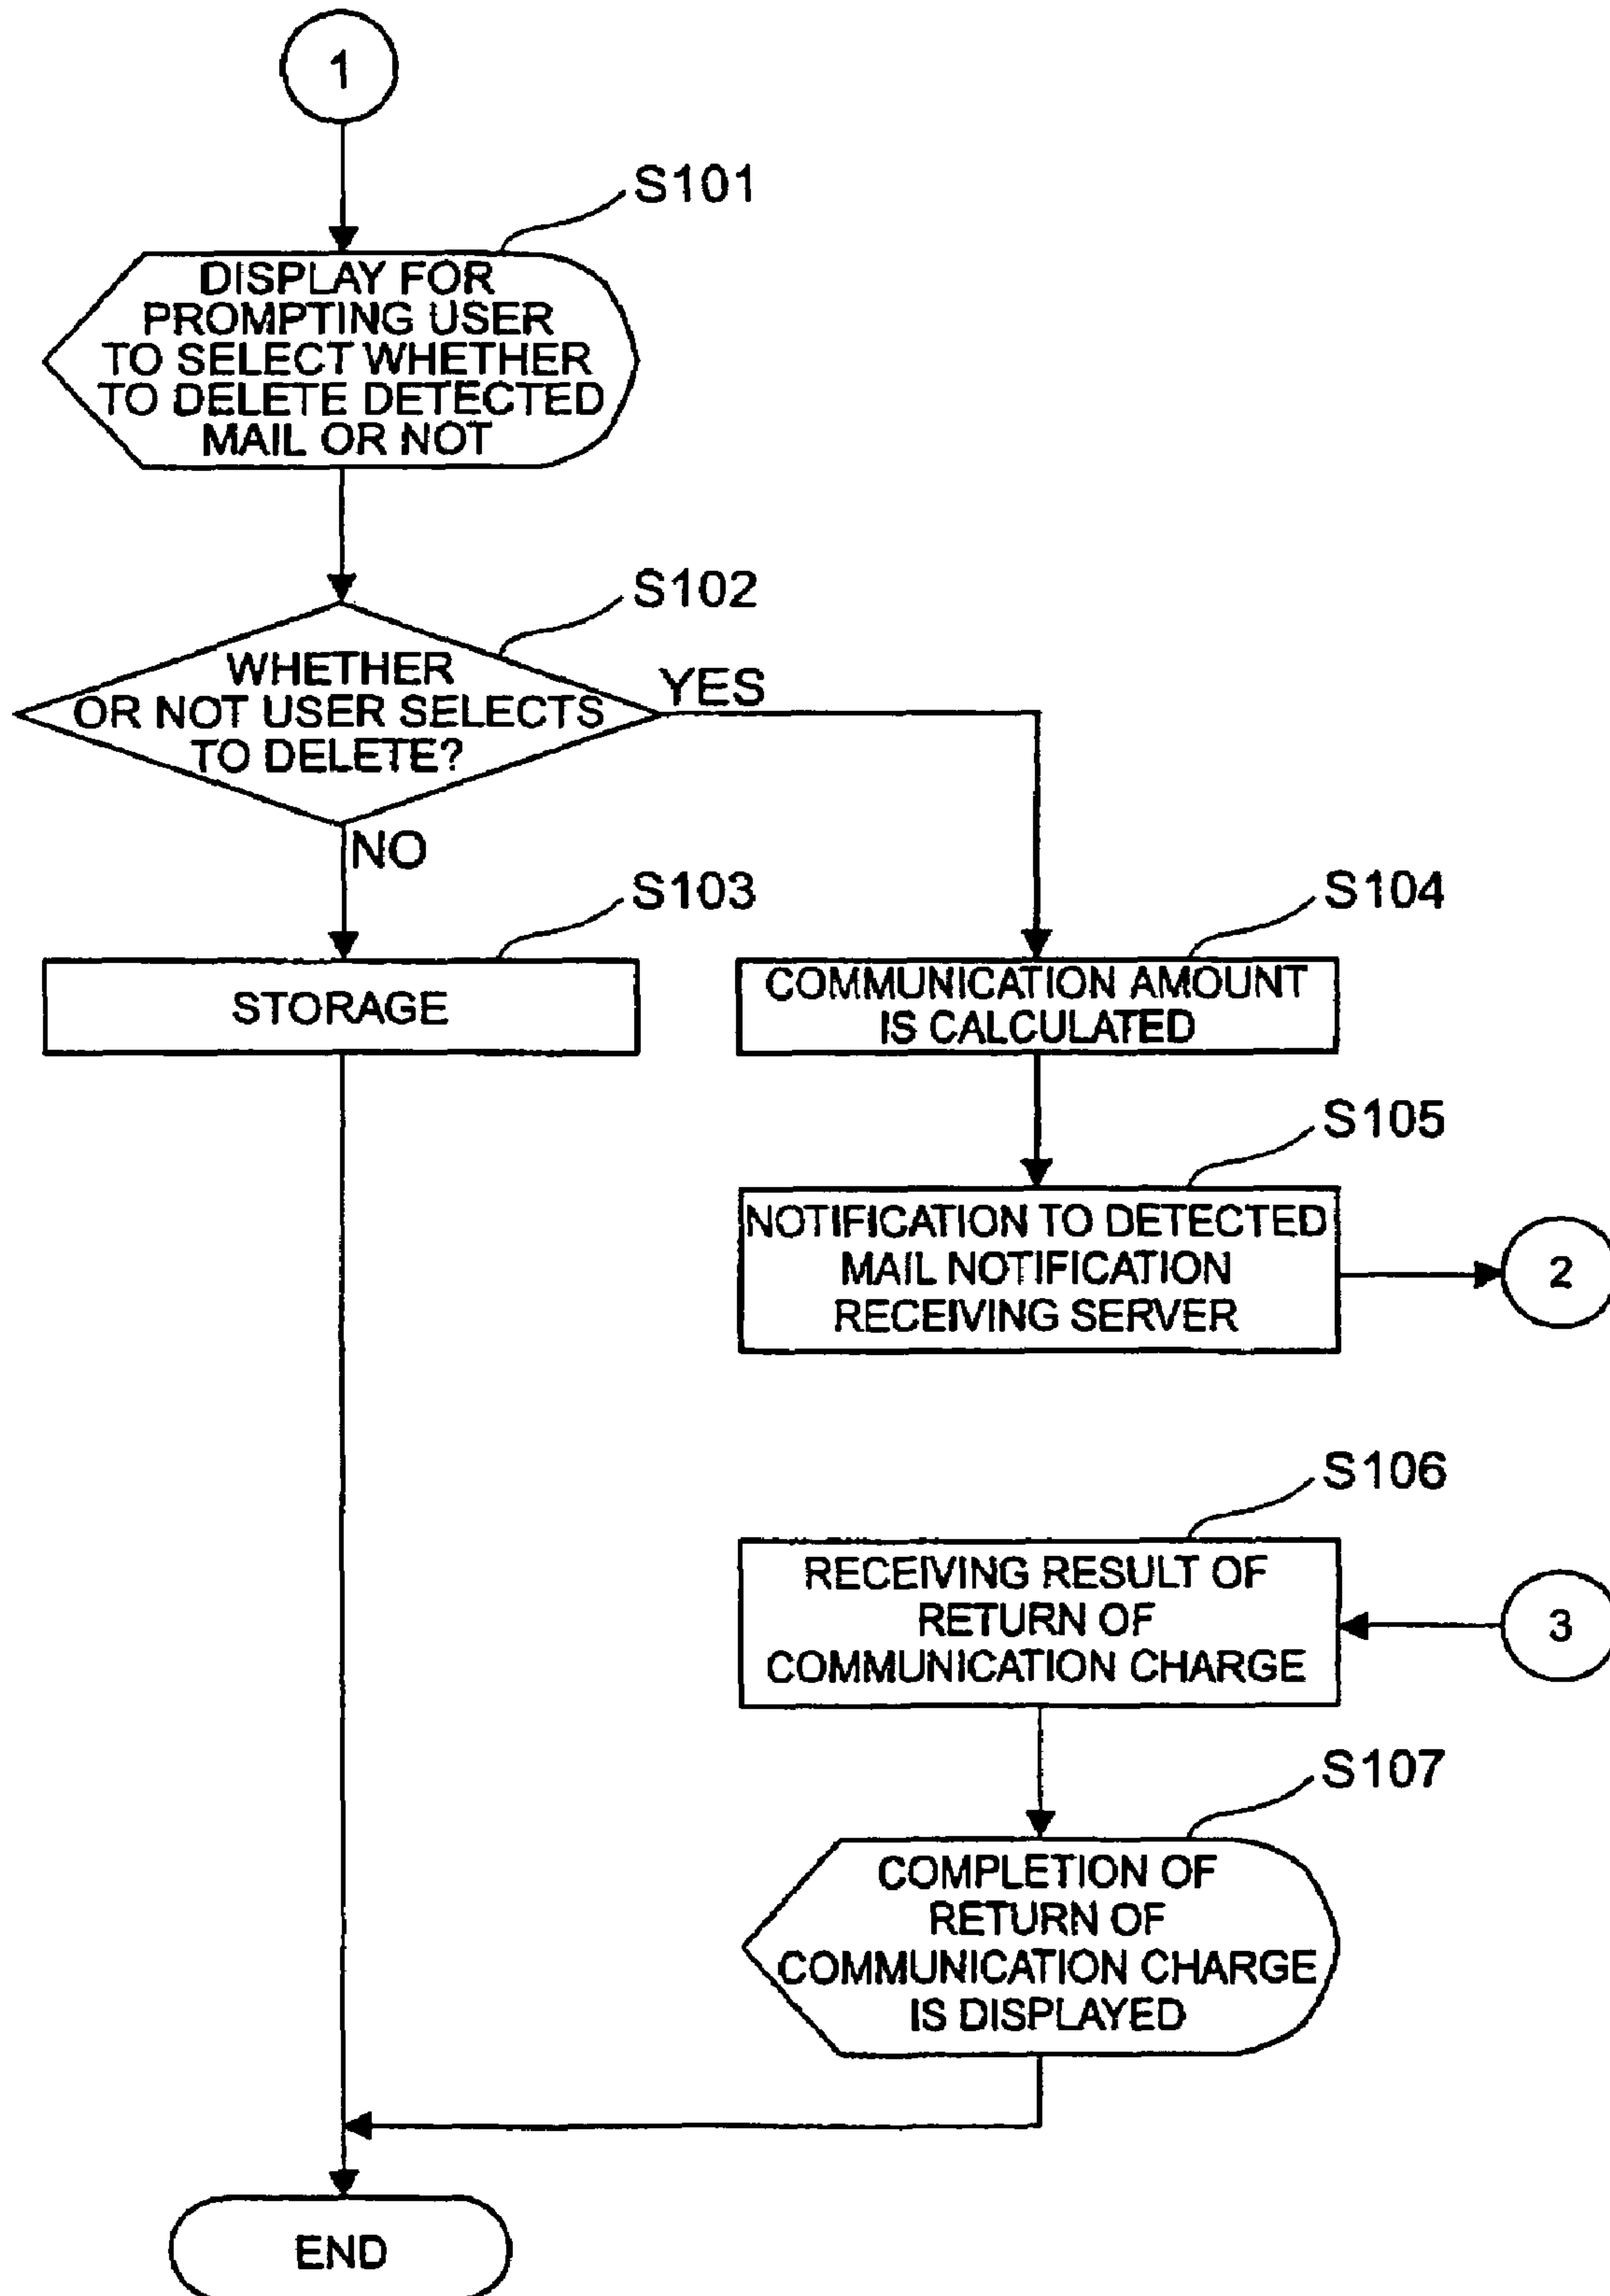 1
S101
DISPLAY FOR
PROMPTING USER
TO SELECT WHETHER
TO DELETE DETECTED
MAIL OR NOT
S102
WHETHER
OR NOT USER SELECTS
TO DELETE?
YES
NO
S103
STORAGE
S104
COMMUNICATION AMOUNT
IS CALCULATED
S105
NOTIFICATION TO DETECTED
MAIL NOTIFICATION
RECEIVING SERVER
2
S106
RECEIVING RESULT OF
RETURN OF
COMMUNICATION CHARGE
3
S107
COMPLETION OF
RETURN OF
COMMUNICATION CHARGE
IS DISPLAYED
END